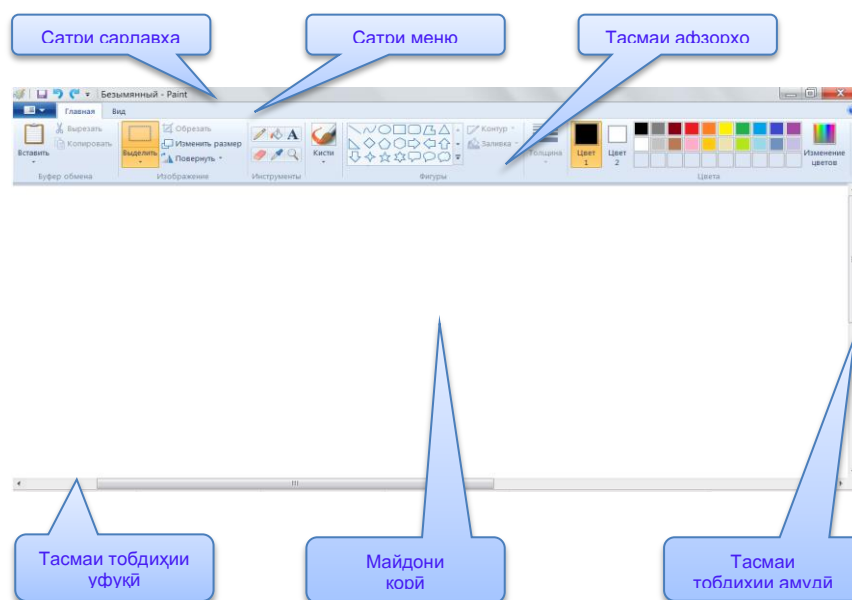 Сатри сарлавҳа
Сатри меню
Тасмаи афзорҳо
Безымянный - Paint
Главная Вид
Вставить
Вырезать
Копировать
Буфер обмена
Выделить
Обрезать
Изменить размер
Повернуть
Изображение
A
Инструменты
Кисти
Контур
Заливка
Фигуры
Толщина
Цвет
1
Цвет
2
Изменение
цветов
Цвета
Тасмаи тобдиҳии
уфуқӣ
Майдони
корӣ
Тасмаи
тобдиҳии амудӣ